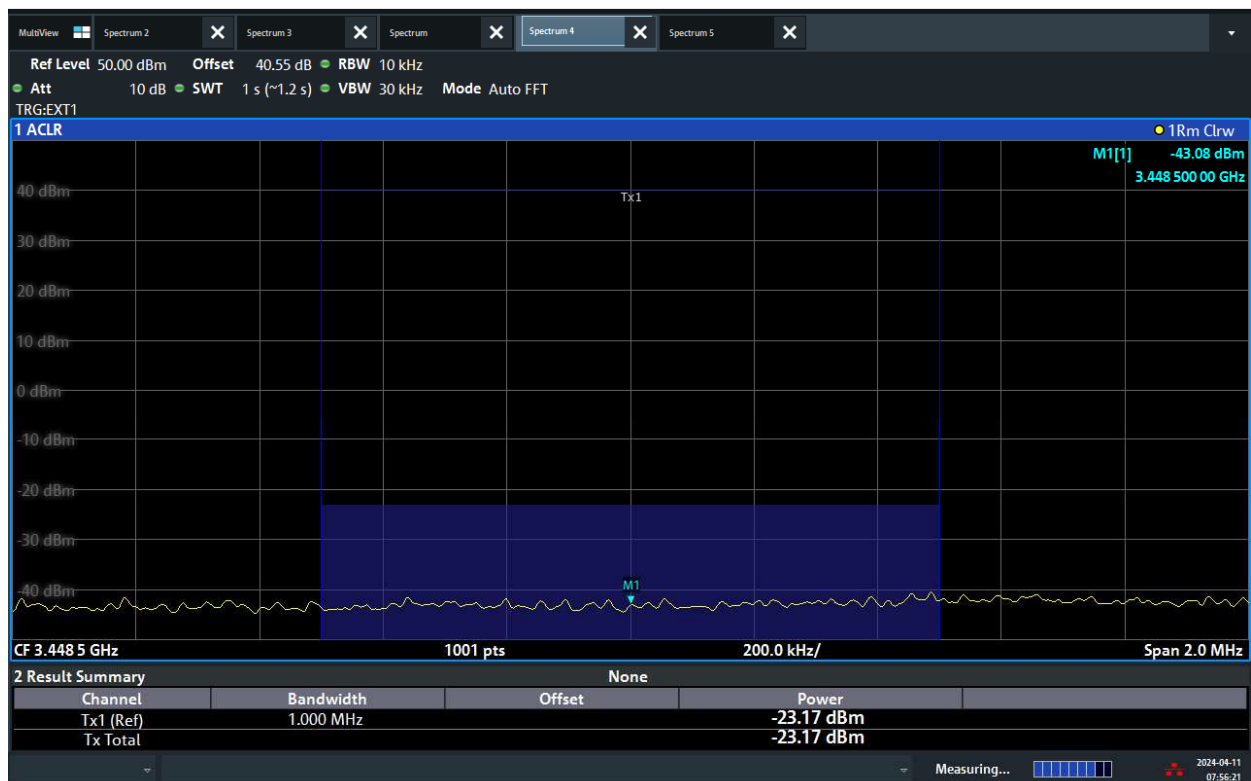 MultiView Spectrum 2 Spectrum 3 Spectrum Spectrum 4 Spectrum 5
Ref Level 50.00 dBm Offset 40.55 dB RBW 10 kHz
Att 10 dB SWT 1 s (~1.2 s) VBW 30 kHz Mode Auto FFT
TRG:EXT1
1 ACLR 1Rm Clrw
M1[1] -43.08 dBm
3.448 500 00 GHz
40 dBm
Tx1
30 dBm
20 dBm
10 dBm
0 dBm
-10 dBm
-20 dBm
-30 dBm
-40 dBm
M1
CF 3.448 5 GHz 1001 pts 200.0 kHz/ Span 2.0 MHz
2 Result Summary None
Channel Bandwidth Offset Power
Tx1 (Ref) 1.000 MHz -23.17 dBm
Tx Total -23.17 dBm
Measuring... 2024-04-11
07:56:21